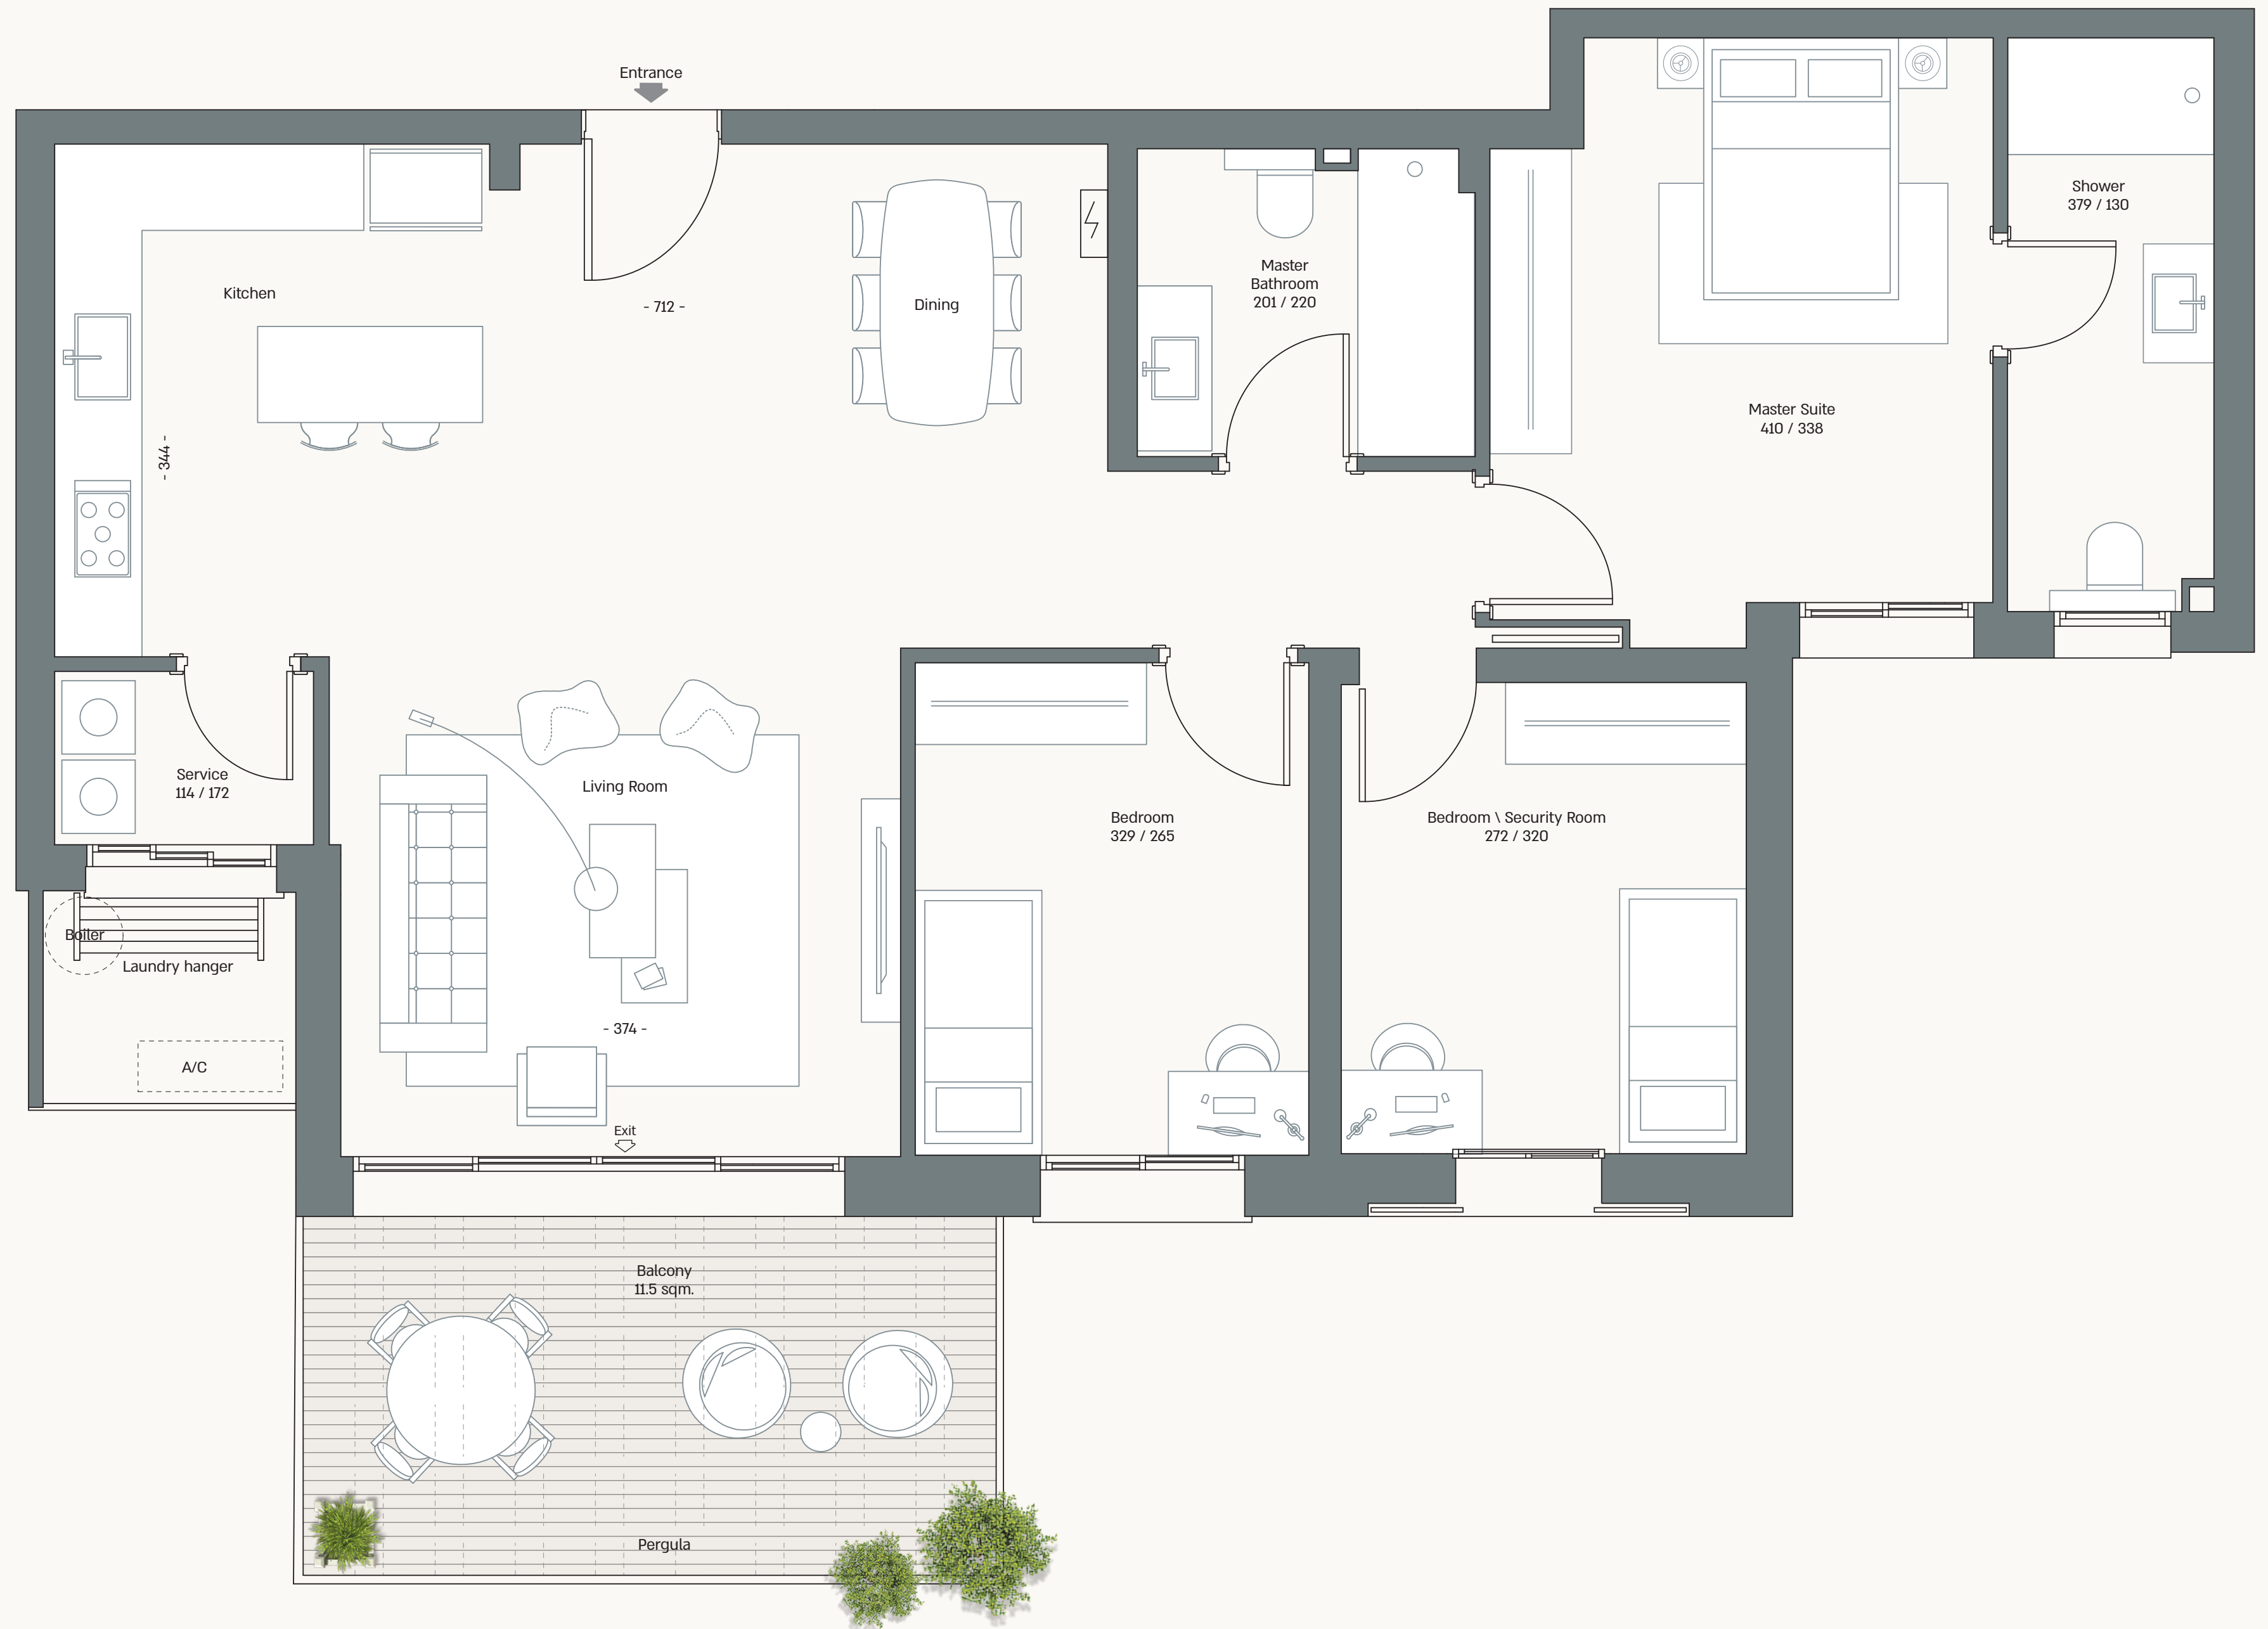 Entrance
Shower
379 / 130
Master
Bathroom
201 / 220
Kitchen
- 712 -
Dining
Master Suite
410 / 338
- 344 -
Service
114 / 172
Living Room
Bedroom
329 / 265
Bedroom \ Security Room
272 / 320
Boiler
Laundry hanger
- 374 -
A/C
Exit
Balcony
11.5 sqm.
Pergula